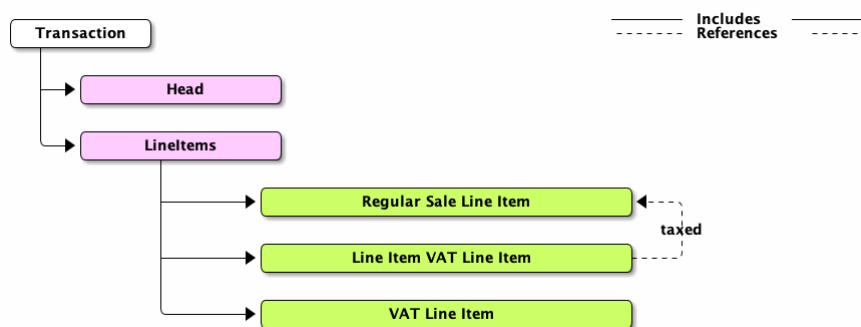 Transaction
Includes
References
Head
LineItems
Regular Sale Line Item
taxed
Line Item VAT Line Item
VAT Line Item